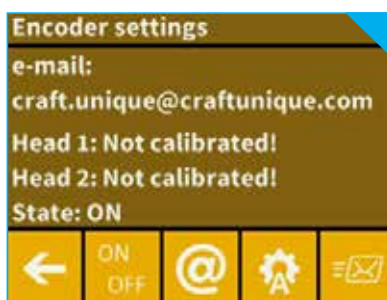 Encoder settings
e-mail:
craft.unique@craftunique.com
Head 1: Not calibrated!
Head 2: Not calibrated!
State: ON
ON
OFF
@
A